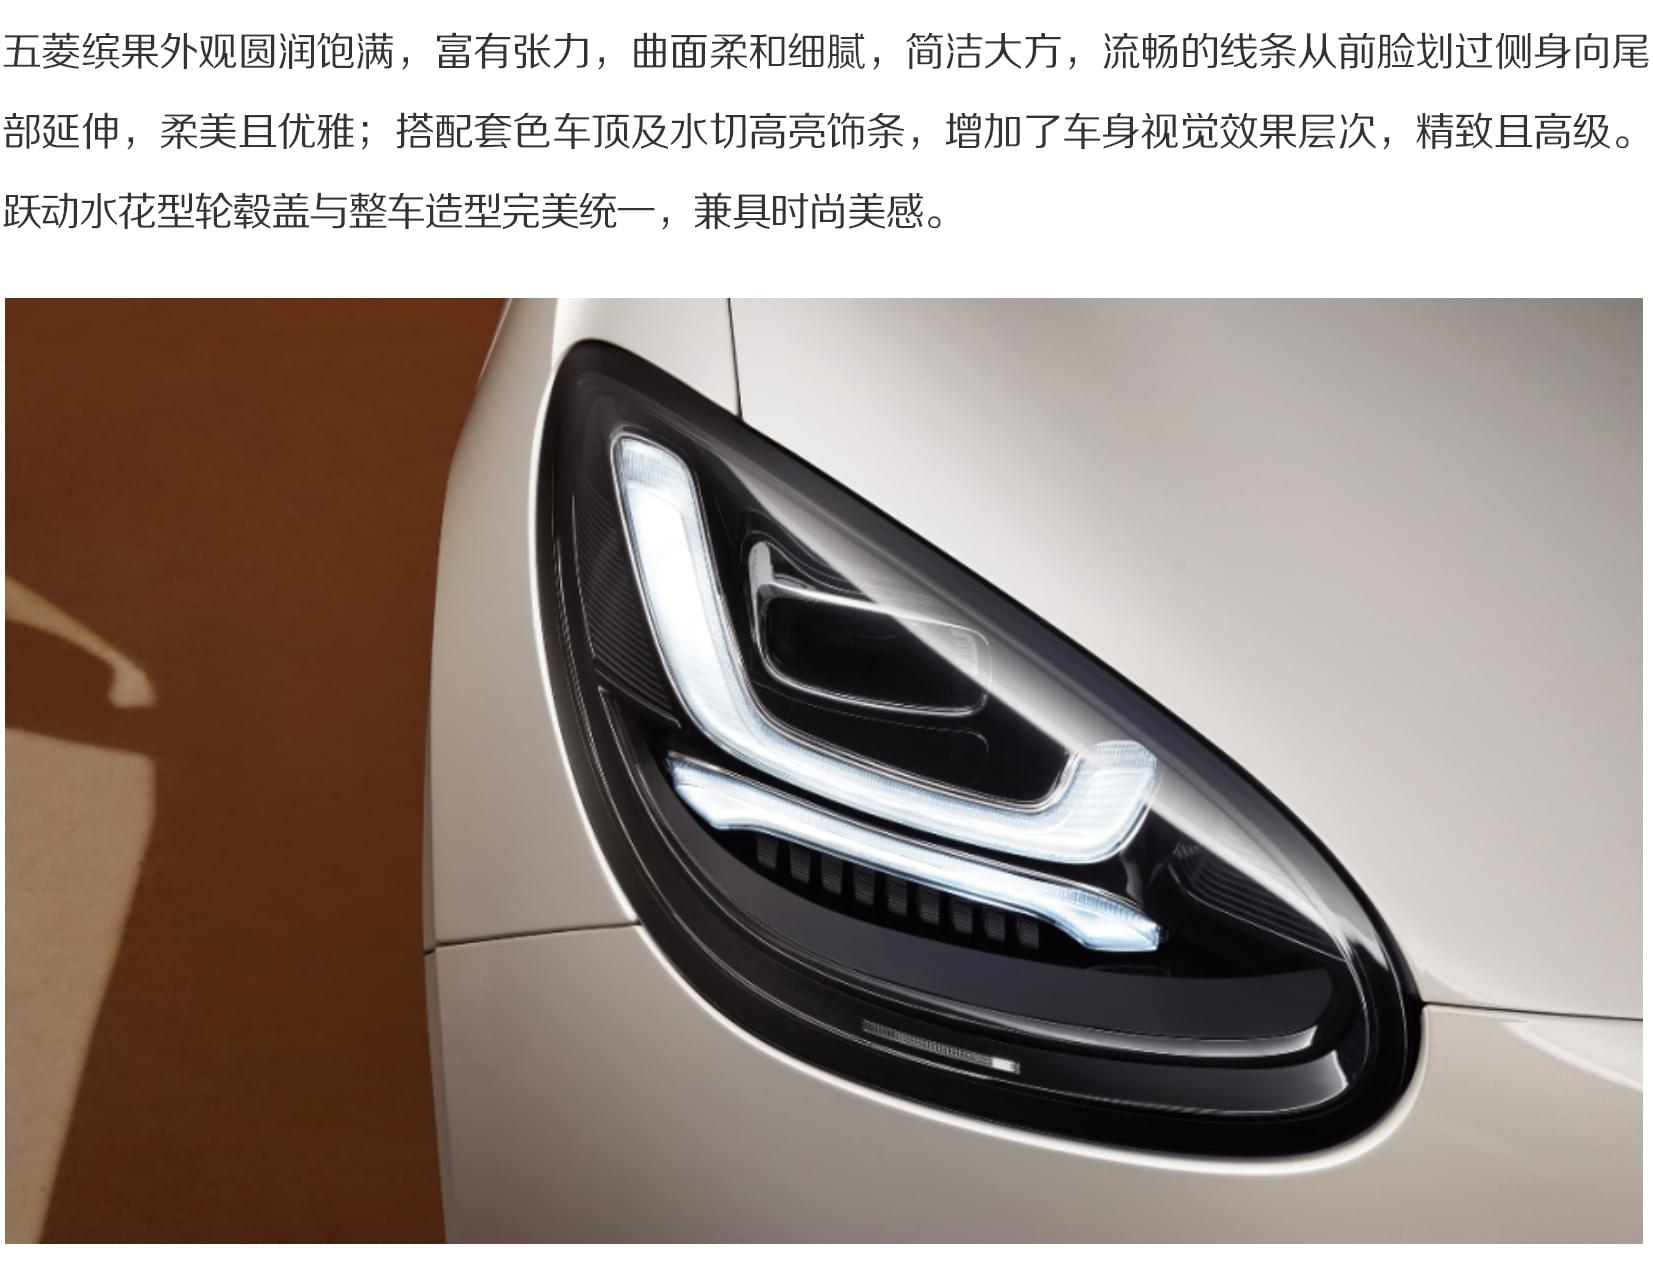 五菱缤果外观圆润饱满，富有张力，曲面柔和细腻，简洁大方，流畅的线条从前脸划过侧身向尾
部延伸，柔美且优雅；搭配套色车顶及水切高亮饰条，增加了车身视觉效果层次，精致且高级。
跃动水花型轮毂盖与整车造型完美统一，兼具时尚美感。